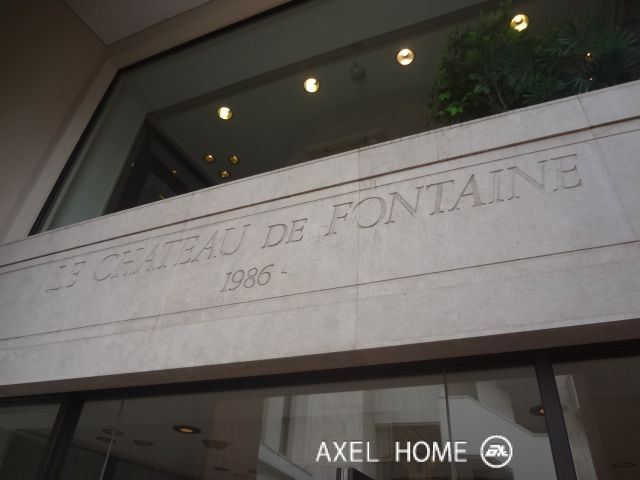 LE CHATEAU DE FONTAINE
1986 -
AXEL HOME